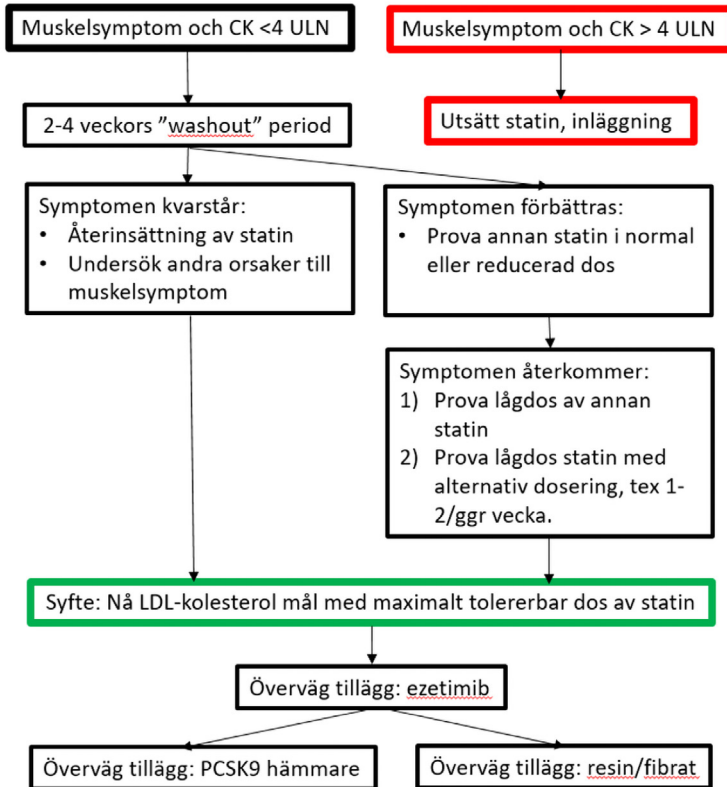 Muskelsymptom och CK <4 ULN
Muskelsymptom och CK > 4 ULN
2-4 veckors ”washout” period
Utsätt statin, inläggning
Symptomen kvarstår:
• Återinsättning av statin
• Undersök andra orsaker till
muskelsymptom
Symptomen förbättras:
• Prova annan statin i normal
eller reducerad dos
Symptomen återkommer:
1) Prova lågdos av annan
statin
2) Prova lågdos statin med
alternativ dosering, tex 1-
2/ggr vecka.
Syfte: Nå LDL-kolesterol mål med maximalt tolererbar dos av statin
Överväg tillägg: ezetimib
Överväg tillägg: PCSK9 hämmare
Överväg tillägg: resin/fibrat